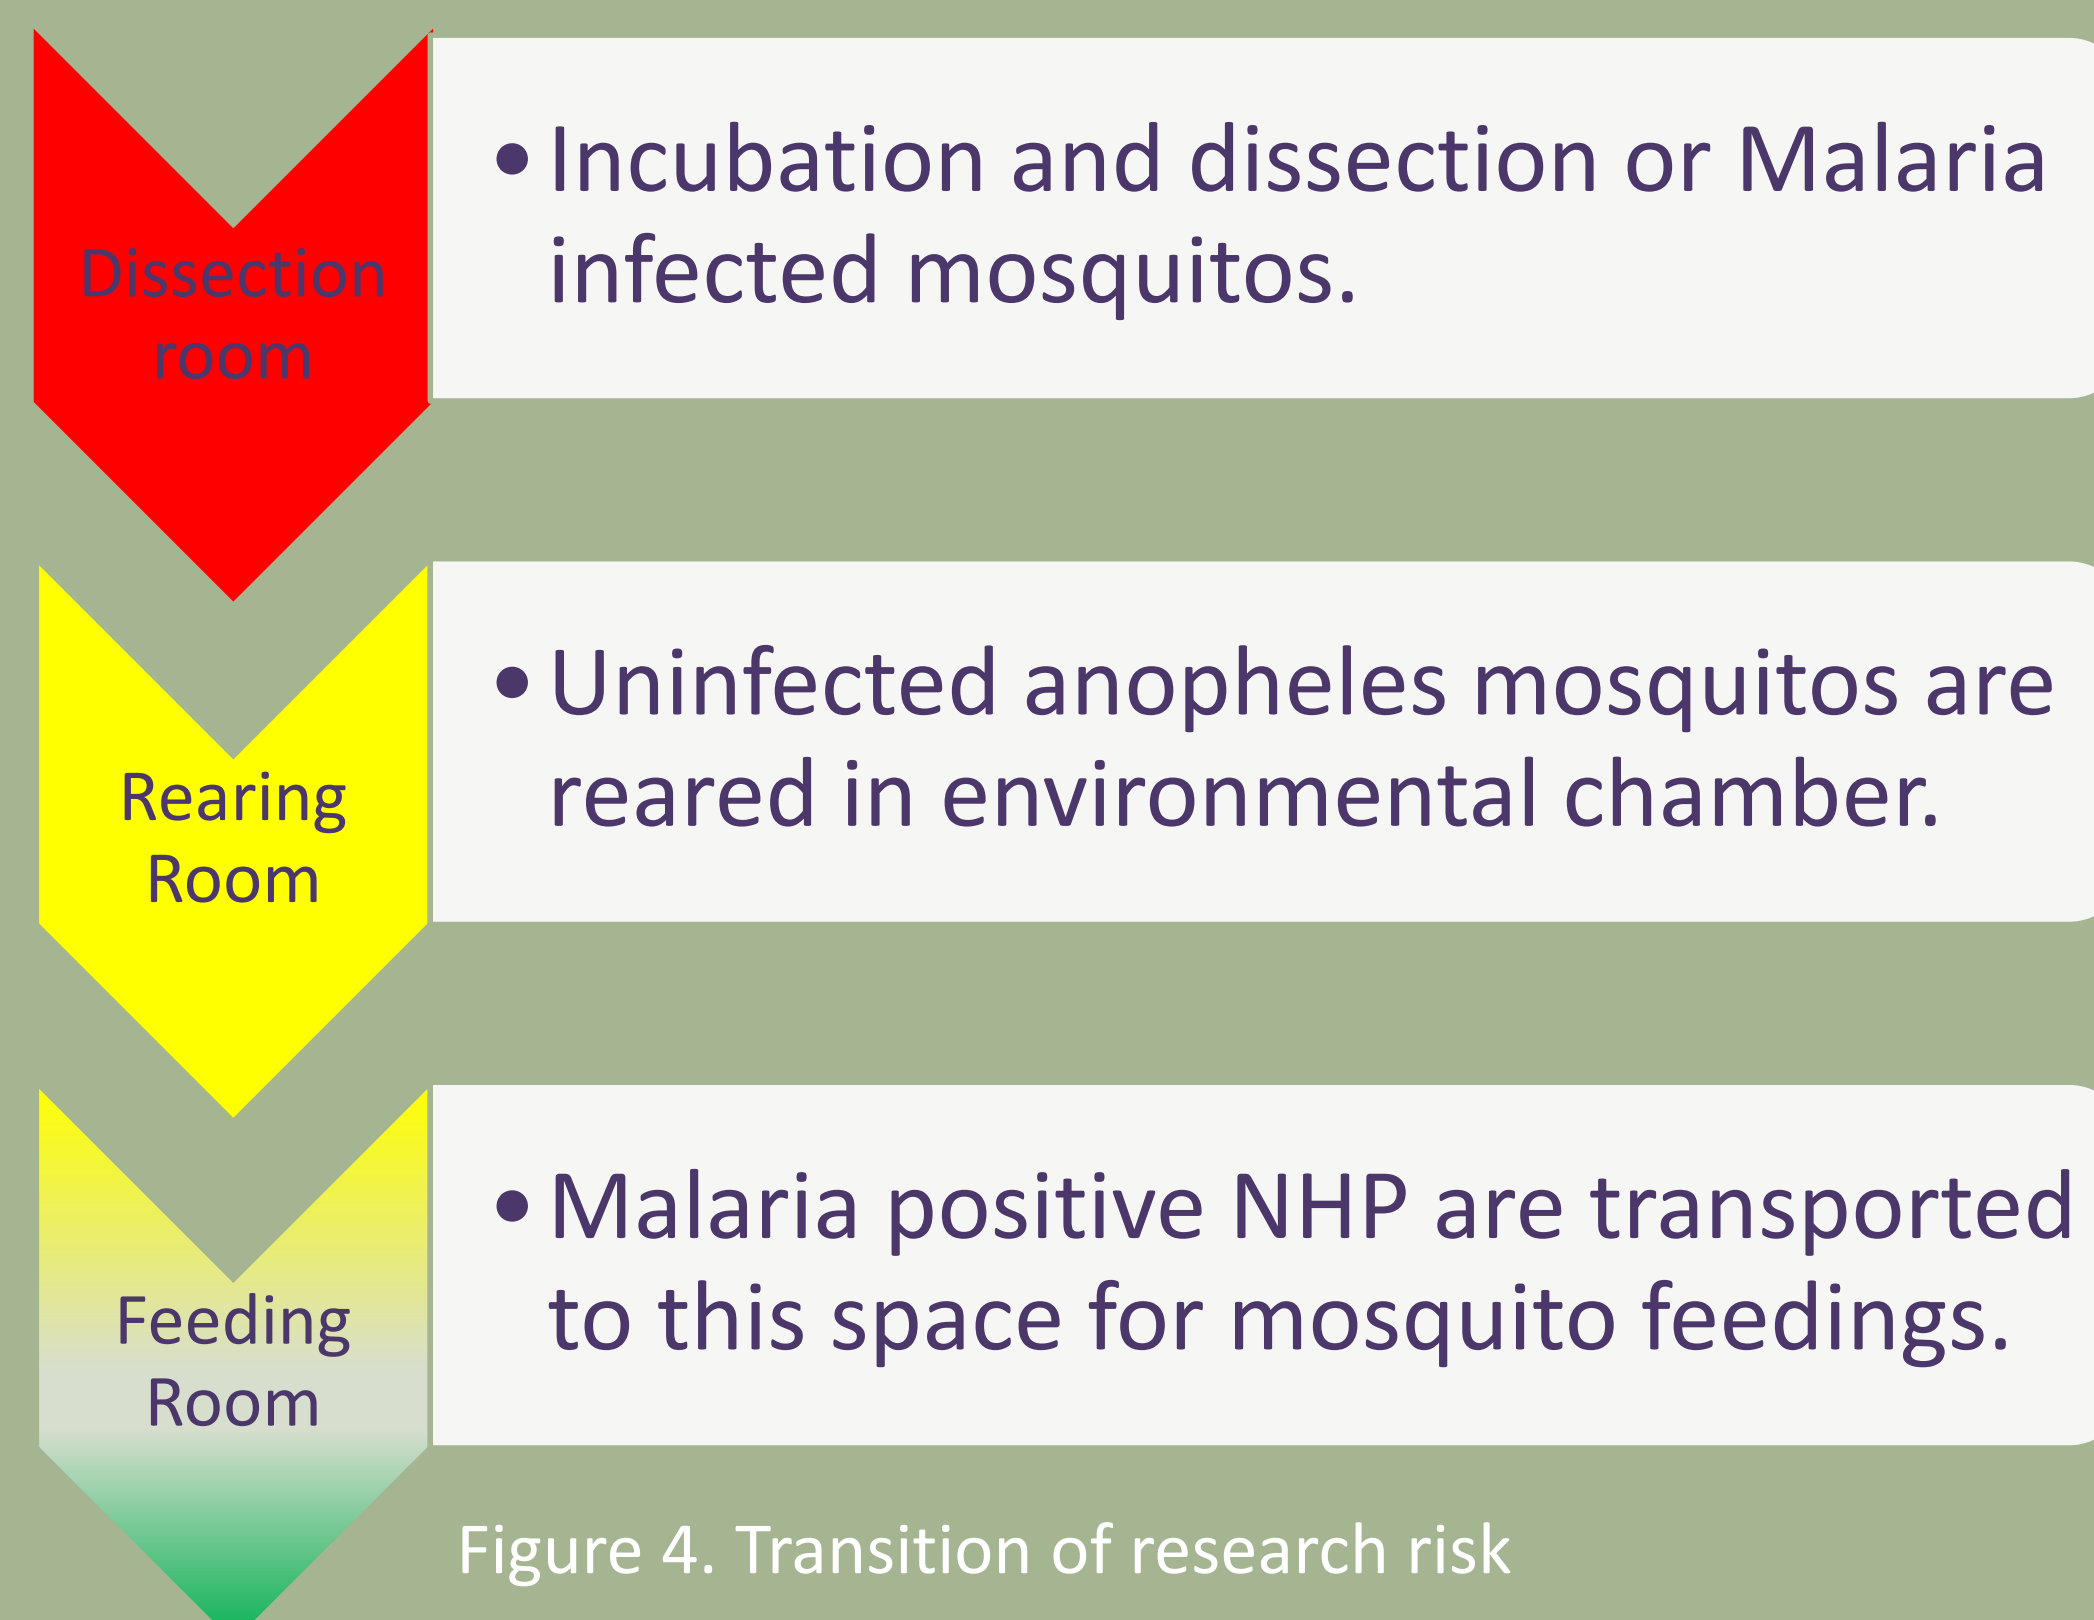 Dissection
room
• Incubation and dissection or Malaria
infected mosquitos.
Rearing
Room
• Uninfected anopheles mosquitos are
reared in environmental chamber.
Feeding
Room
• Malaria positive NHP are transported
to this space for mosquito feedings.
Figure 4. Transition of research risk